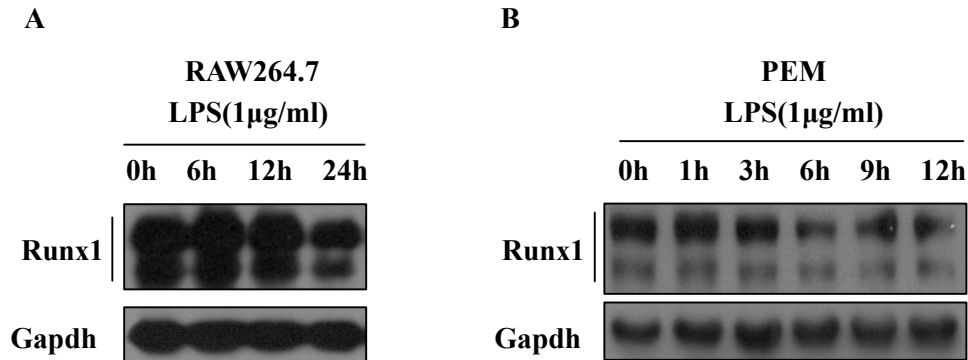 A
RAW264.7
LPS(1μg/ml)
0h 6h 12h 24h
Runx1
Gapdh
B
PEM
LPS(1μg/ml)
0h 1h 3h 6h 9h 12h
Runx1
Gapdh